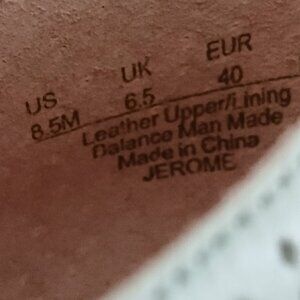 US UK EUR
8.5M 6.5 40
Leather Upper/Lining
Balance Man Made
Made in China
JEROME